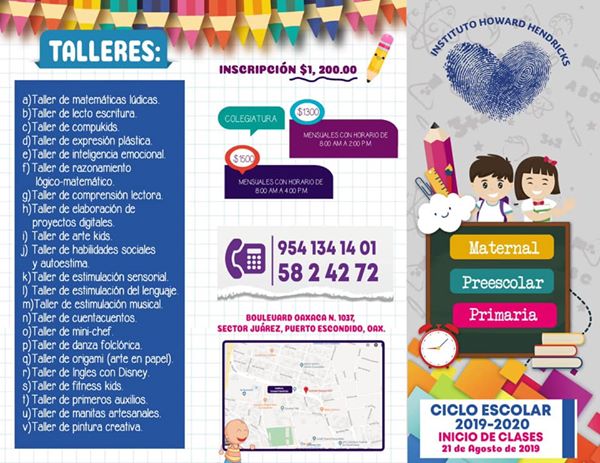 TALLERES:
a)Taller de matemáticas lúdicas.
b)Taller de lecto escritura.
c)Taller de compukids.
d)Taller de expresión plástica.
e)Taller de inteligencia emocional.
f) Taller de razonamiento
lógico-matemático.
g)Taller de comprensión lectora.
h)Taller de elaboración de
proyectos digitales.
i) Taller de arte kids.
j) Taller de habilidades sociales
y autoestima.
k)Taller de estimulación sensorial.
l) Taller de estimulación del lenguaje.
m)Taller de estimulación musical.
n)Taller de cuentacuentos.
o)Taller de mini-chef.
p)Taller de danza folclórica.
q)Taller de origami (arte en papel).
r)Taller de Ingles con Disney.
s)Taller de fitness kids.
t)Taller de primeros auxilios.
u)Taller de manitas artesanales.
v)Taller de pintura creativa.
INSCRIPCIÓN $1, 200.00
COLEGIATURA
$1300
MENSUALES CON HORARIO DE
8:00 AM A 2:00 P.M
$1500
MENSUALES CON HORARIO DE
8:00 AM A 4:00 P.M
954 134 14 01
58 2 42 72
BOULEVARD OAXACA N. 1037,
SECTOR JUÁREZ, PUERTO ESCONDIDO, OAX.
INSTITUTO HOWARD HENDRICKS
Maternal
Preescolar
Primaria
CICLO ESCOLAR
2019-2020
INICIO DE CLASES
21 de Agosto de 2019